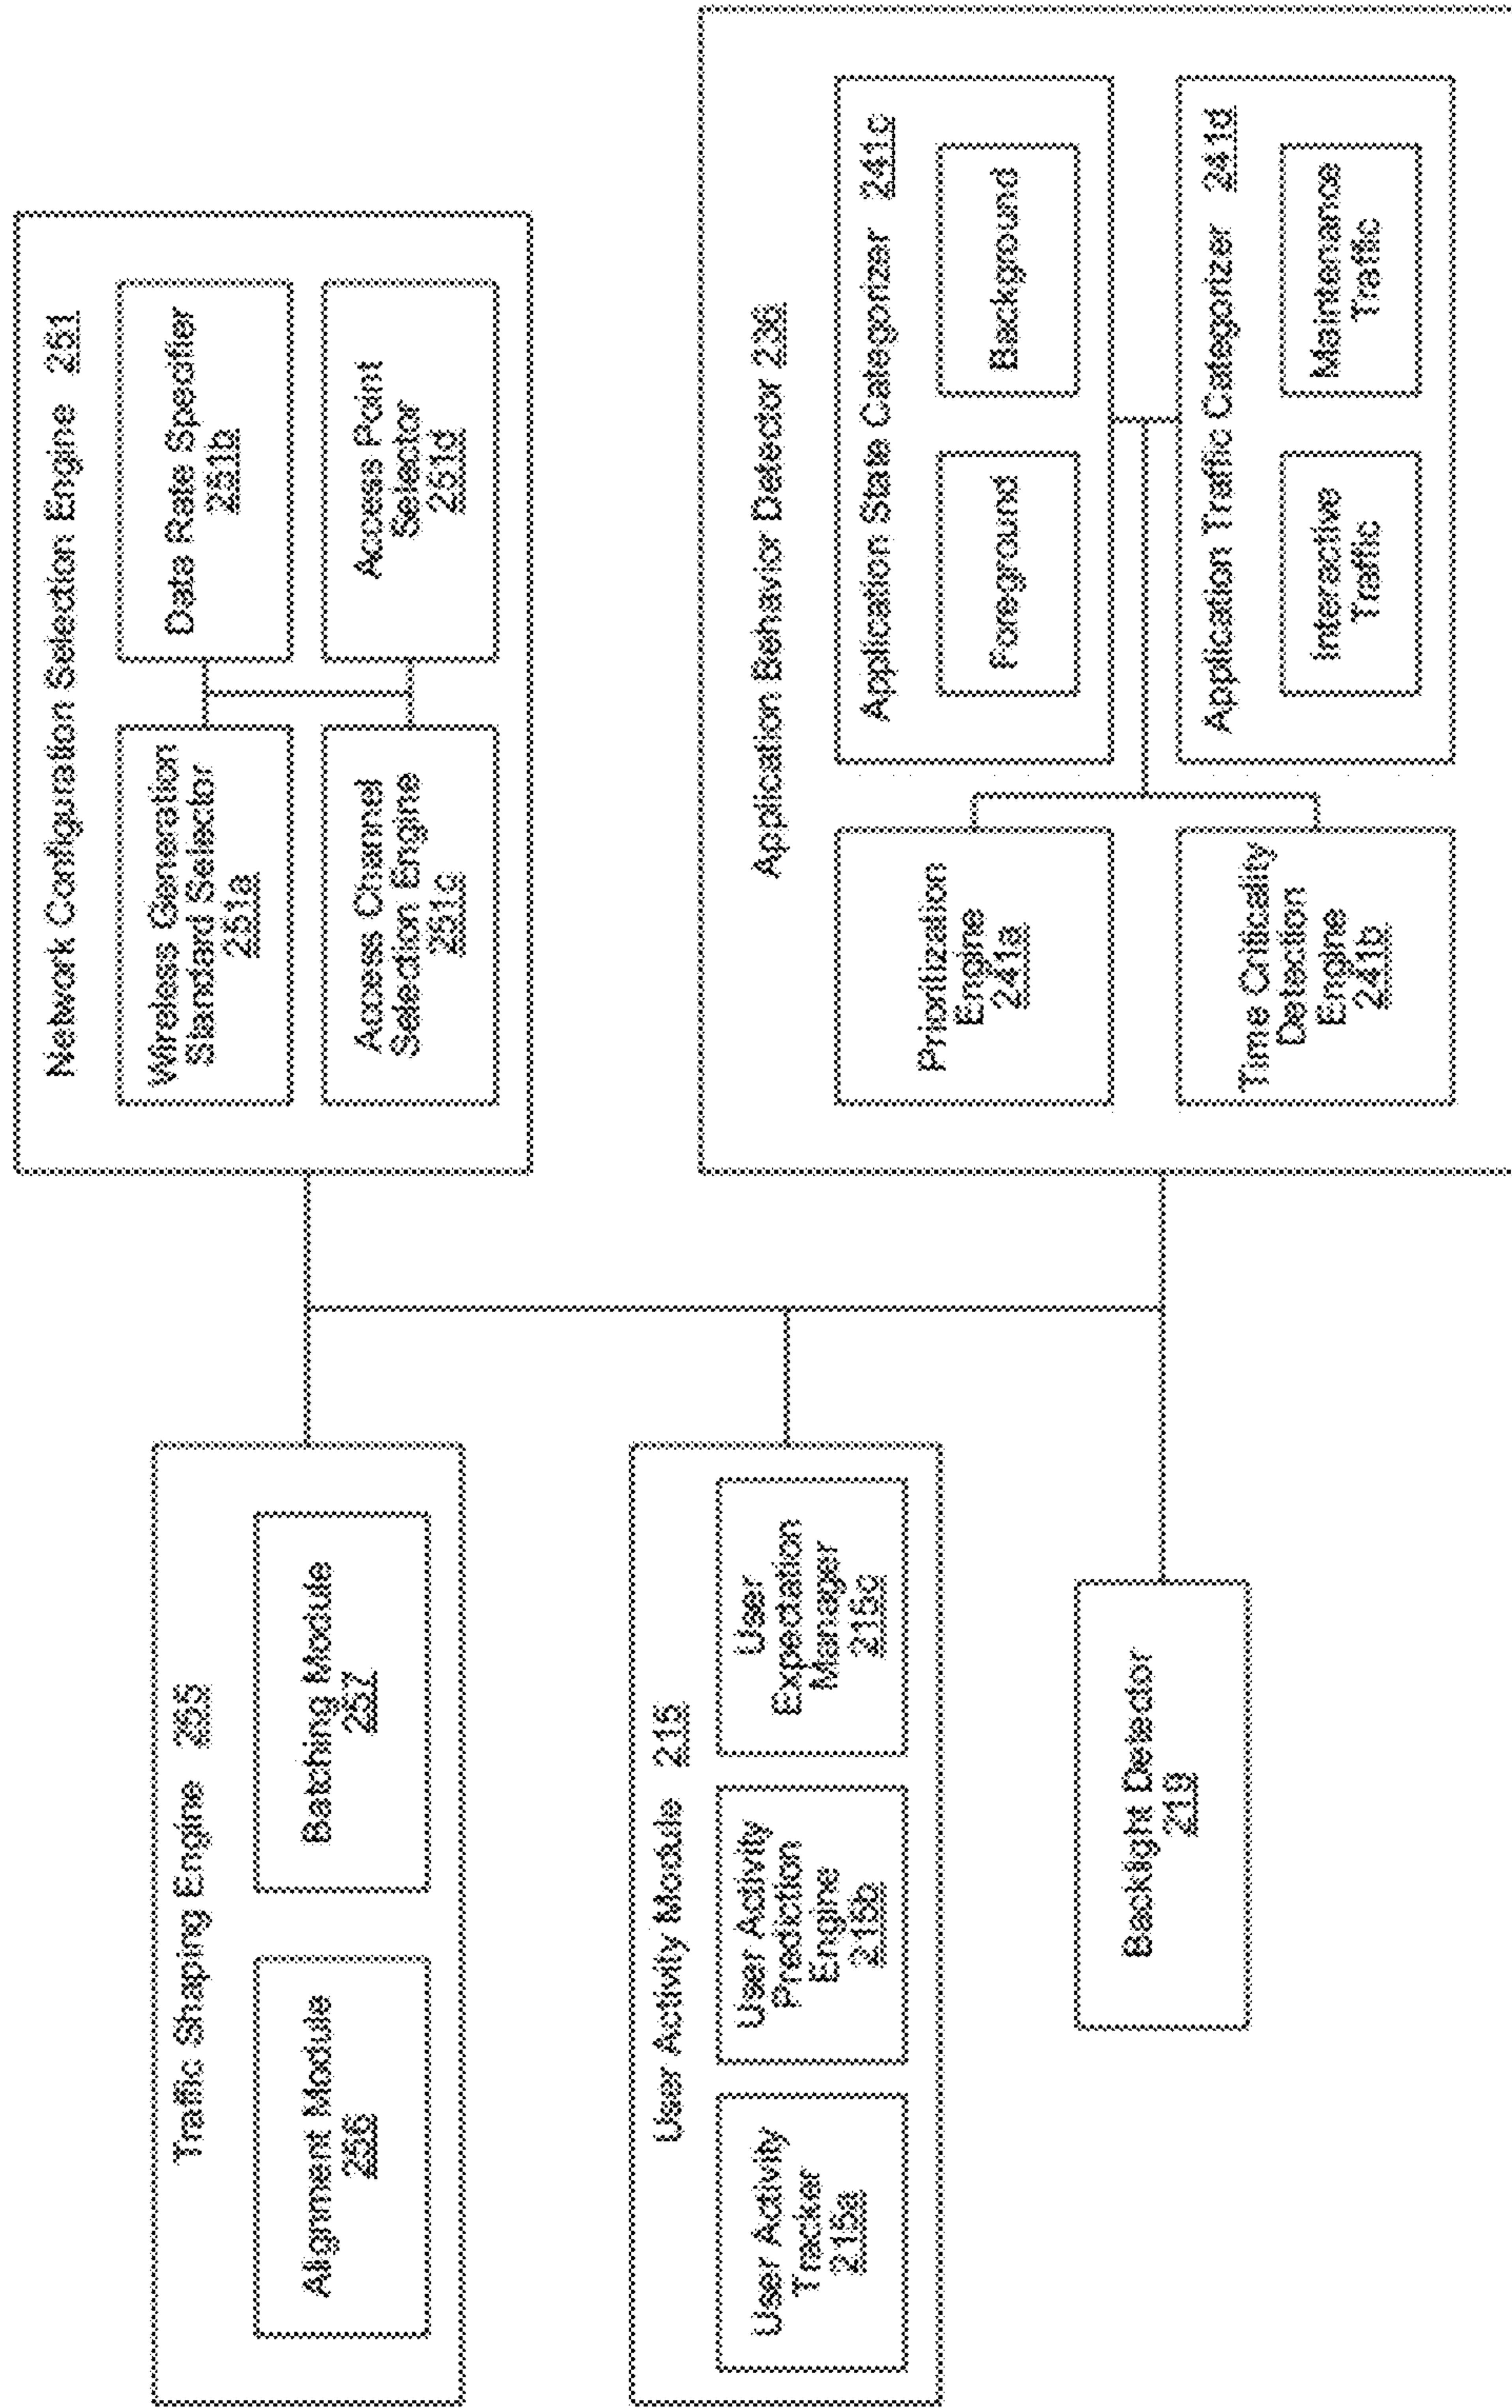 Traffic Shaping Engine 255
Alignment Module
256
Batching Module
257
Network Configuration Selection Engine 251
Wireless Generation
Standard Selector
251a
Data Rate Specifier
251b
Access Channel
Selection Engine
251c
Access Point
Selector
251d
User Activity Module 215
User Activity
Tracker
215a
User Activity
Prediction
Engine
215b
User
Expectation
Manager
215c
Application Behavior Detector 236
Prioritization
Engine
241a
Time Criticality
Detection
Engine
241b
Application State Categorizer 241c
Foreground
Background
Application Traffic Categorizer 241d
Interactive
Traffic
Maintenance
Traffic
Backlight Detector
219